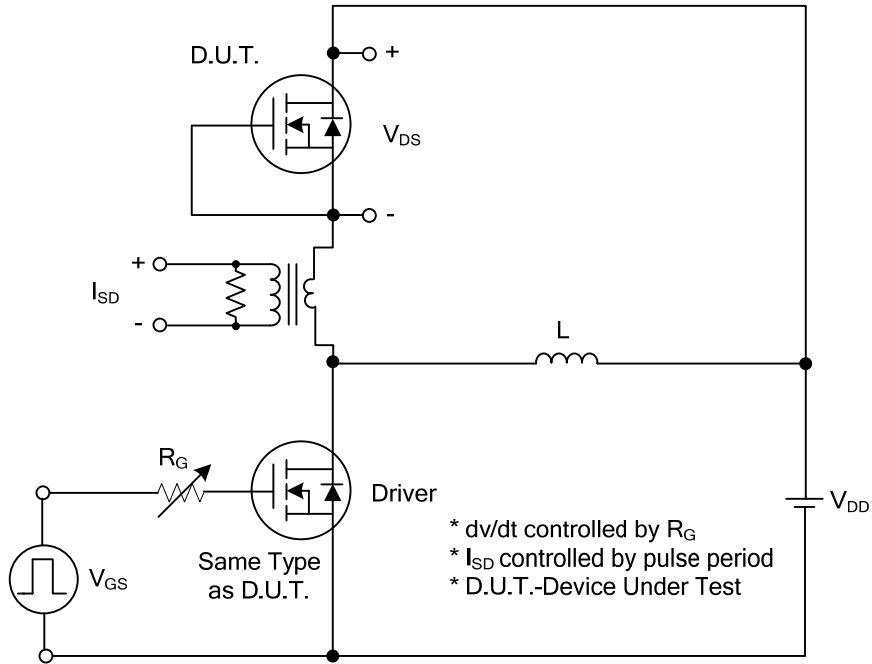 D.U.T.
+
V_DS
-
+
I_SD
-
L
R_G
Driver
V_DD
Same Type
as D.U.T.
V_GS
* dv/dt controlled by R_G
* I_SD controlled by pulse period
* D.U.T.-Device Under Test